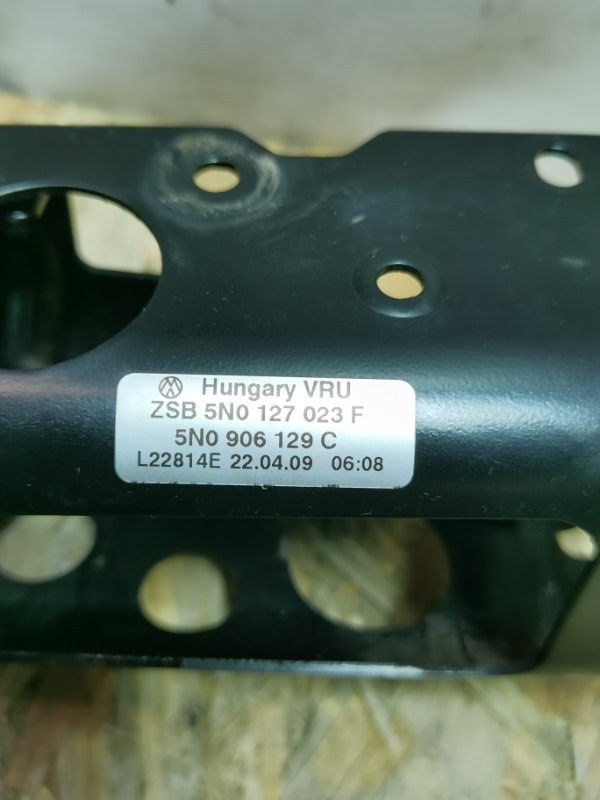 Hungary VRU
ZSB 5N0 127 023 F
5N0 906 129 C
L22814E 22.04.09 06:08